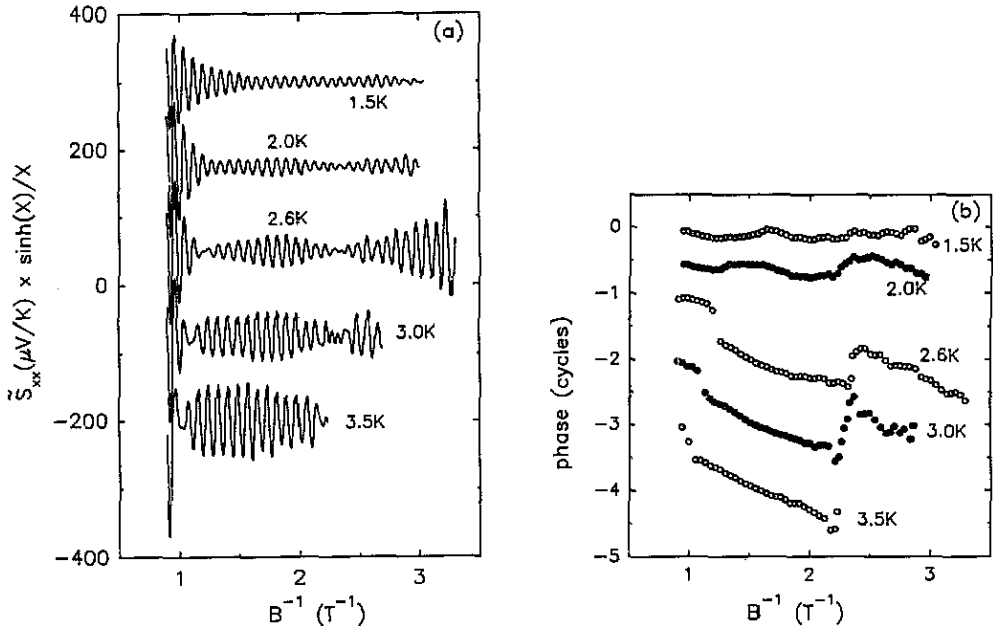 (a)
400
200
0
−200
−400
S̃xx(μV/K) x sinh(X)/X
1.5K
2.0K
2.6K
3.0K
3.5K
1
2
3
B⁻¹ (T⁻¹)
(b)
−0
−1
−2
−3
−4
−5
phase (cycles)
1.5K
2.0K
2.6K
3.0K
3.5K
1
2
3
B⁻¹ (T⁻¹)